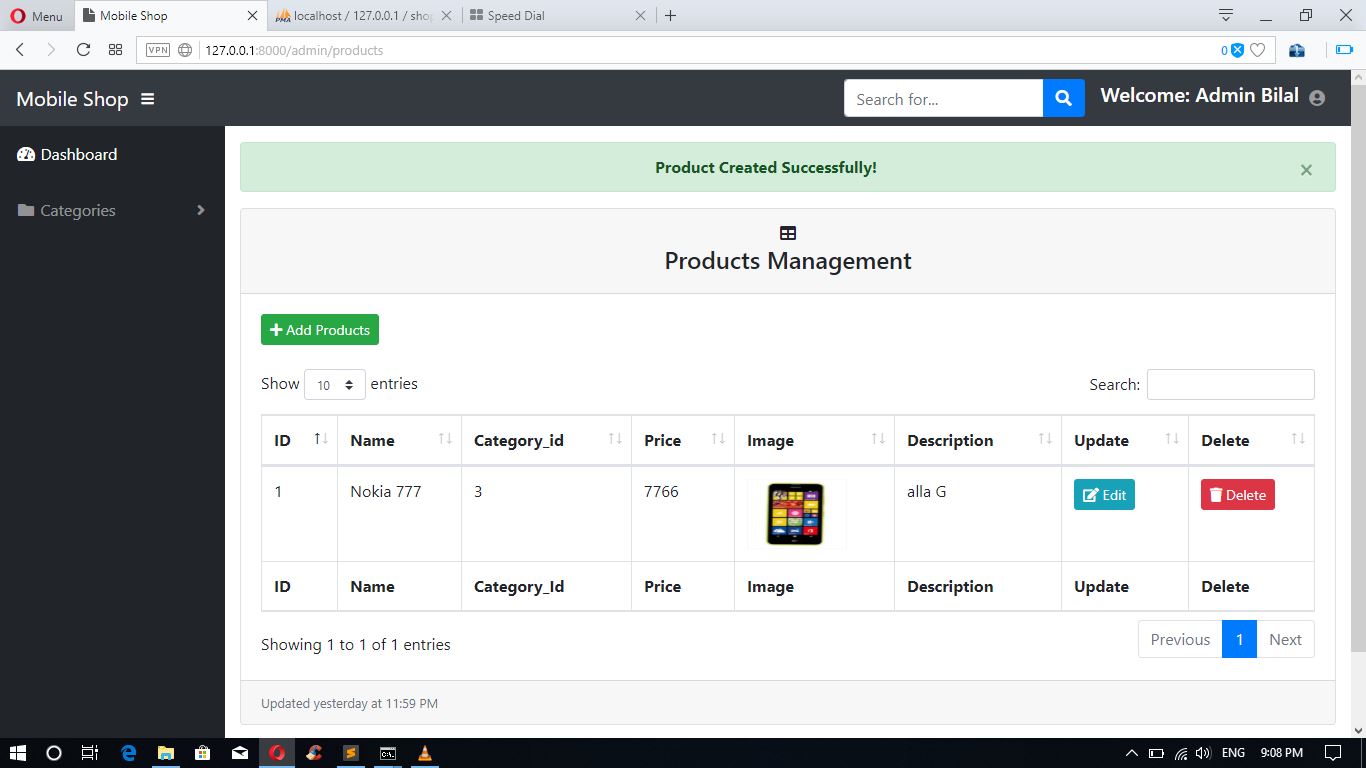 Menu
Mobile Shop
localhost / 127.0.0.1 / shop
Speed Dial
VPN
127.0.0.1:8000/admin/products
0
Mobile Shop
Search for...
Welcome: Admin Bilal
Dashboard
Categories
Product Created Successfully!
×
Products Management
Add Products
Show 10 entries
Search:
ID Name Category_id Price Image Description Update Delete
1 Nokia 777 3 7766 alla G Edit Delete
ID Name Category_Id Price Image Description Update Delete
Showing 1 to 1 of 1 entries
Previous 1 Next
Updated yesterday at 11:59 PM
ENG
9:08 PM